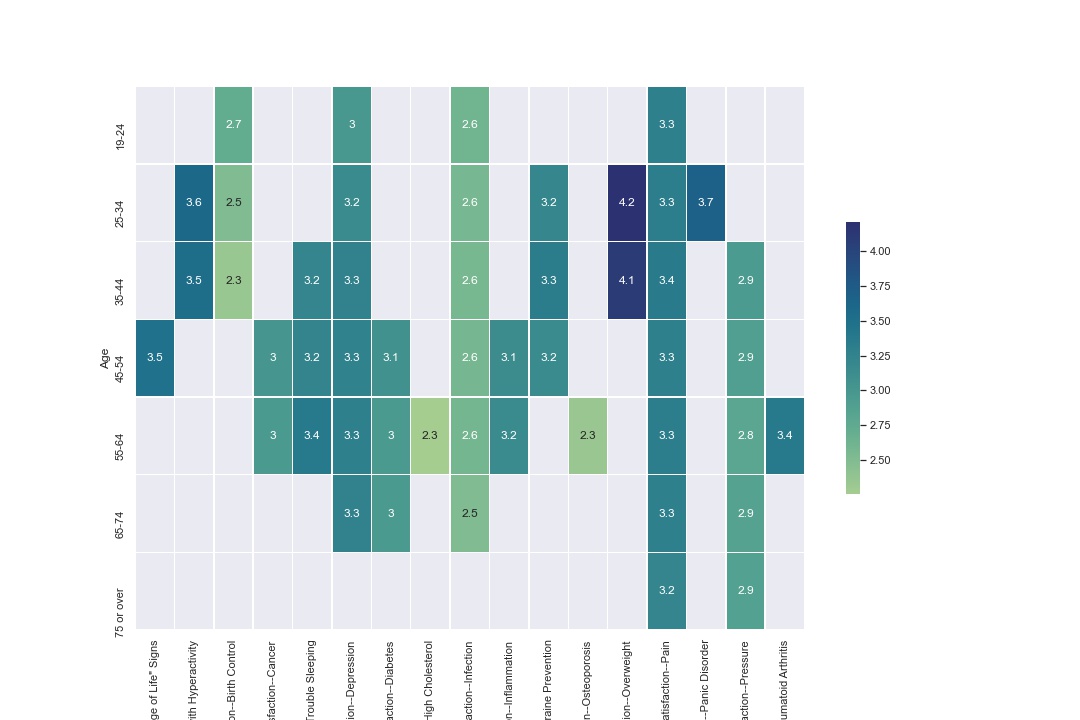 Age
19-24
2.7 3 2.6 3.3
25-34
3.6 2.5 3.2 2.6 3.2 4.2 3.3 3.7
35-44
3.5 2.3 3.2 3.3 2.6 3.3 4.1 3.4 2.9
45-54
3.5 3 3.2 3.3 3.1 2.6 3.1 3.2 3.3 2.9
55-64
3 3.4 3.3 3 2.3 2.6 3.2 2.3 3.3 2.8 3.4
65-74
3.3 3 2.5 3.3 2.9
75 or over
3.2 2.9
ge of Life" Signs
ith Hyperactivity
on--Birth Control
sfaction--Cancer
Trouble Sleeping
ion--Depression
action--Diabetes
High Cholesterol
faction--Infection
on--Inflammation
raine Prevention
n--Osteoporosis
tion--Overweight
atisfaction--Pain
--Panic Disorder
action--Pressure
umatoid Arthritis
4.00
3.75
3.50
3.25
3.00
2.75
2.50